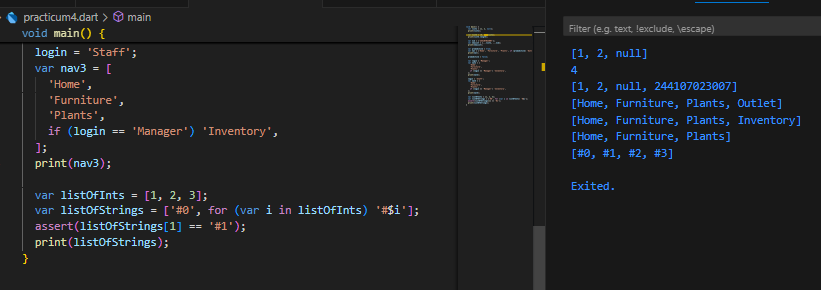 practicum4.dart > main
void main() {
login = 'Staff';
var nav3 = [
'Home',
'Furniture',
'Plants',
if (login == 'Manager') 'Inventory',
];
print(nav3);
var listOfInts = [1, 2, 3];
var listOfStrings = ['#0', for (var i in listOfInts) '#$i'];
assert(listOfStrings[1] == '#1');
print(listOfStrings);
}
Filter (e.g. text, !exclude, \escape)
[1, 2, null]
4
[1, 2, null, 244107023007]
[Home, Furniture, Plants, Outlet]
[Home, Furniture, Plants, Inventory]
[Home, Furniture, Plants]
[#0, #1, #2, #3]
Exited.